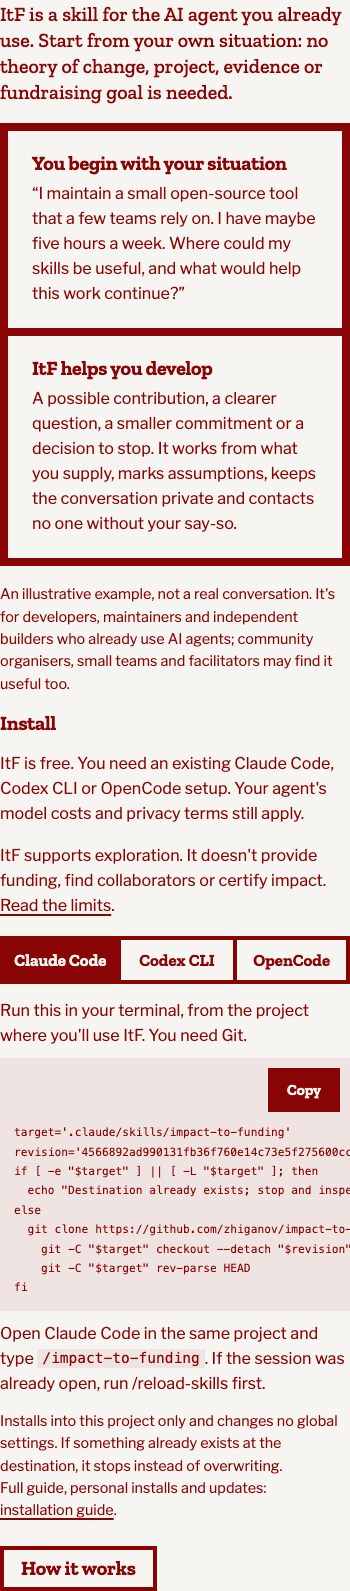 ItF is a skill for the AI agent you already
use. Start from your own situation: no
theory of change, project, evidence or
fundraising goal is needed.
You begin with your situation
“I maintain a small open-source tool
that a few teams rely on. I have maybe
five hours a week. Where could my
skills be useful, and what would help
this work continue?”
ItF helps you develop
A possible contribution, a clearer
question, a smaller commitment or a
decision to stop. It works from what
you supply, marks assumptions, keeps
the conversation private and contacts
no one without your say-so.
An illustrative example, not a real conversation. It's
for developers, maintainers and independent
builders who already use AI agents; community
organisers, small teams and facilitators may find it
useful too.
Install
ItF is free. You need an existing Claude Code,
Codex CLI or OpenCode setup. Your agent's
model costs and privacy terms still apply.
ItF supports exploration. It doesn't provide
funding, find collaborators or certify impact.
Read the limits.
Claude Code Codex CLI OpenCode
Run this in your terminal, from the project
where you'll use ItF. You need Git.
Copy
target='.claude/skills/impact-to-funding'
revision='4566892ad990131fb36f760e14c73e5f275600cc
if [ -e "$target" ] || [ -L "$target" ]; then
echo "Destination already exists; stop and inspe
else
git clone https://github.com/zhiganov/impact-to-
git -C "$target" checkout --detach "$revision"
git -C "$target" rev-parse HEAD
fi
Open Claude Code in the same project and
type /impact-to-funding. If the session was
already open, run /reload-skills first.
Installs into this project only and changes no global
settings. If something already exists at the
destination, it stops instead of overwriting.
Full guide, personal installs and updates:
installation guide.
How it works